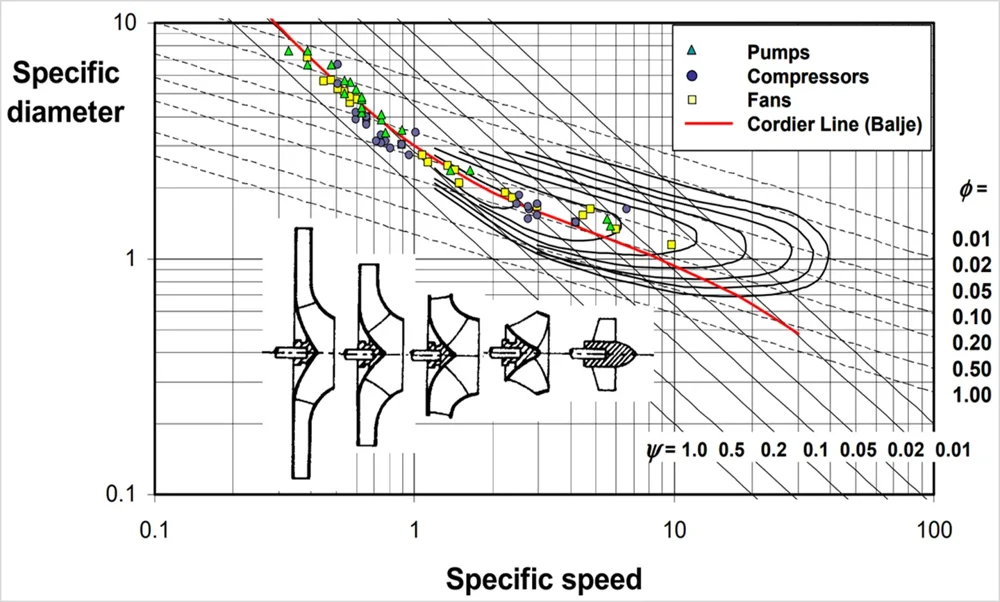 Specific
diameter
10
1
0.1
Pumps
Compressors
Fans
Cordier Line (Balje)
ϕ =
0.01
0.02
0.05
0.10
0.20
0.50
1.00
ψ = 1.0 0.5 0.2 0.1 0.05 0.02 0.01
0.1 1 10 100
Specific speed